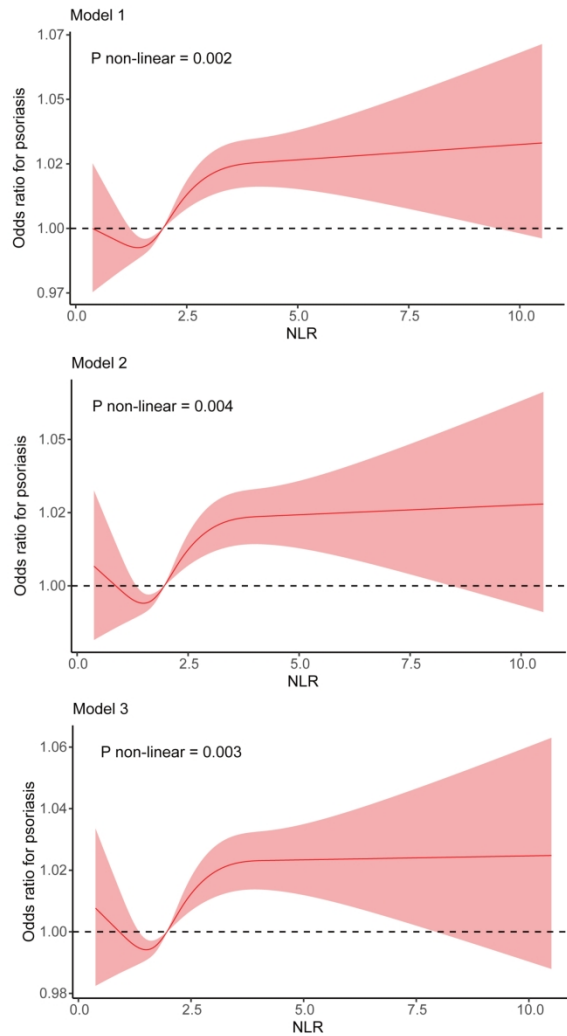 Model 1
P non-linear = 0.002
Odds ratio for psoriasis
1.07
1.05
1.02
1.00
0.97
0.0 2.5 5.0 7.5 10.0
NLR
Model 2
P non-linear = 0.004
Odds ratio for psoriasis
1.05
1.02
1.00
0.0 2.5 5.0 7.5 10.0
NLR
Model 3
P non-linear = 0.003
Odds ratio for psoriasis
1.06
1.04
1.02
1.00
0.98
0.0 2.5 5.0 7.5 10.0
NLR